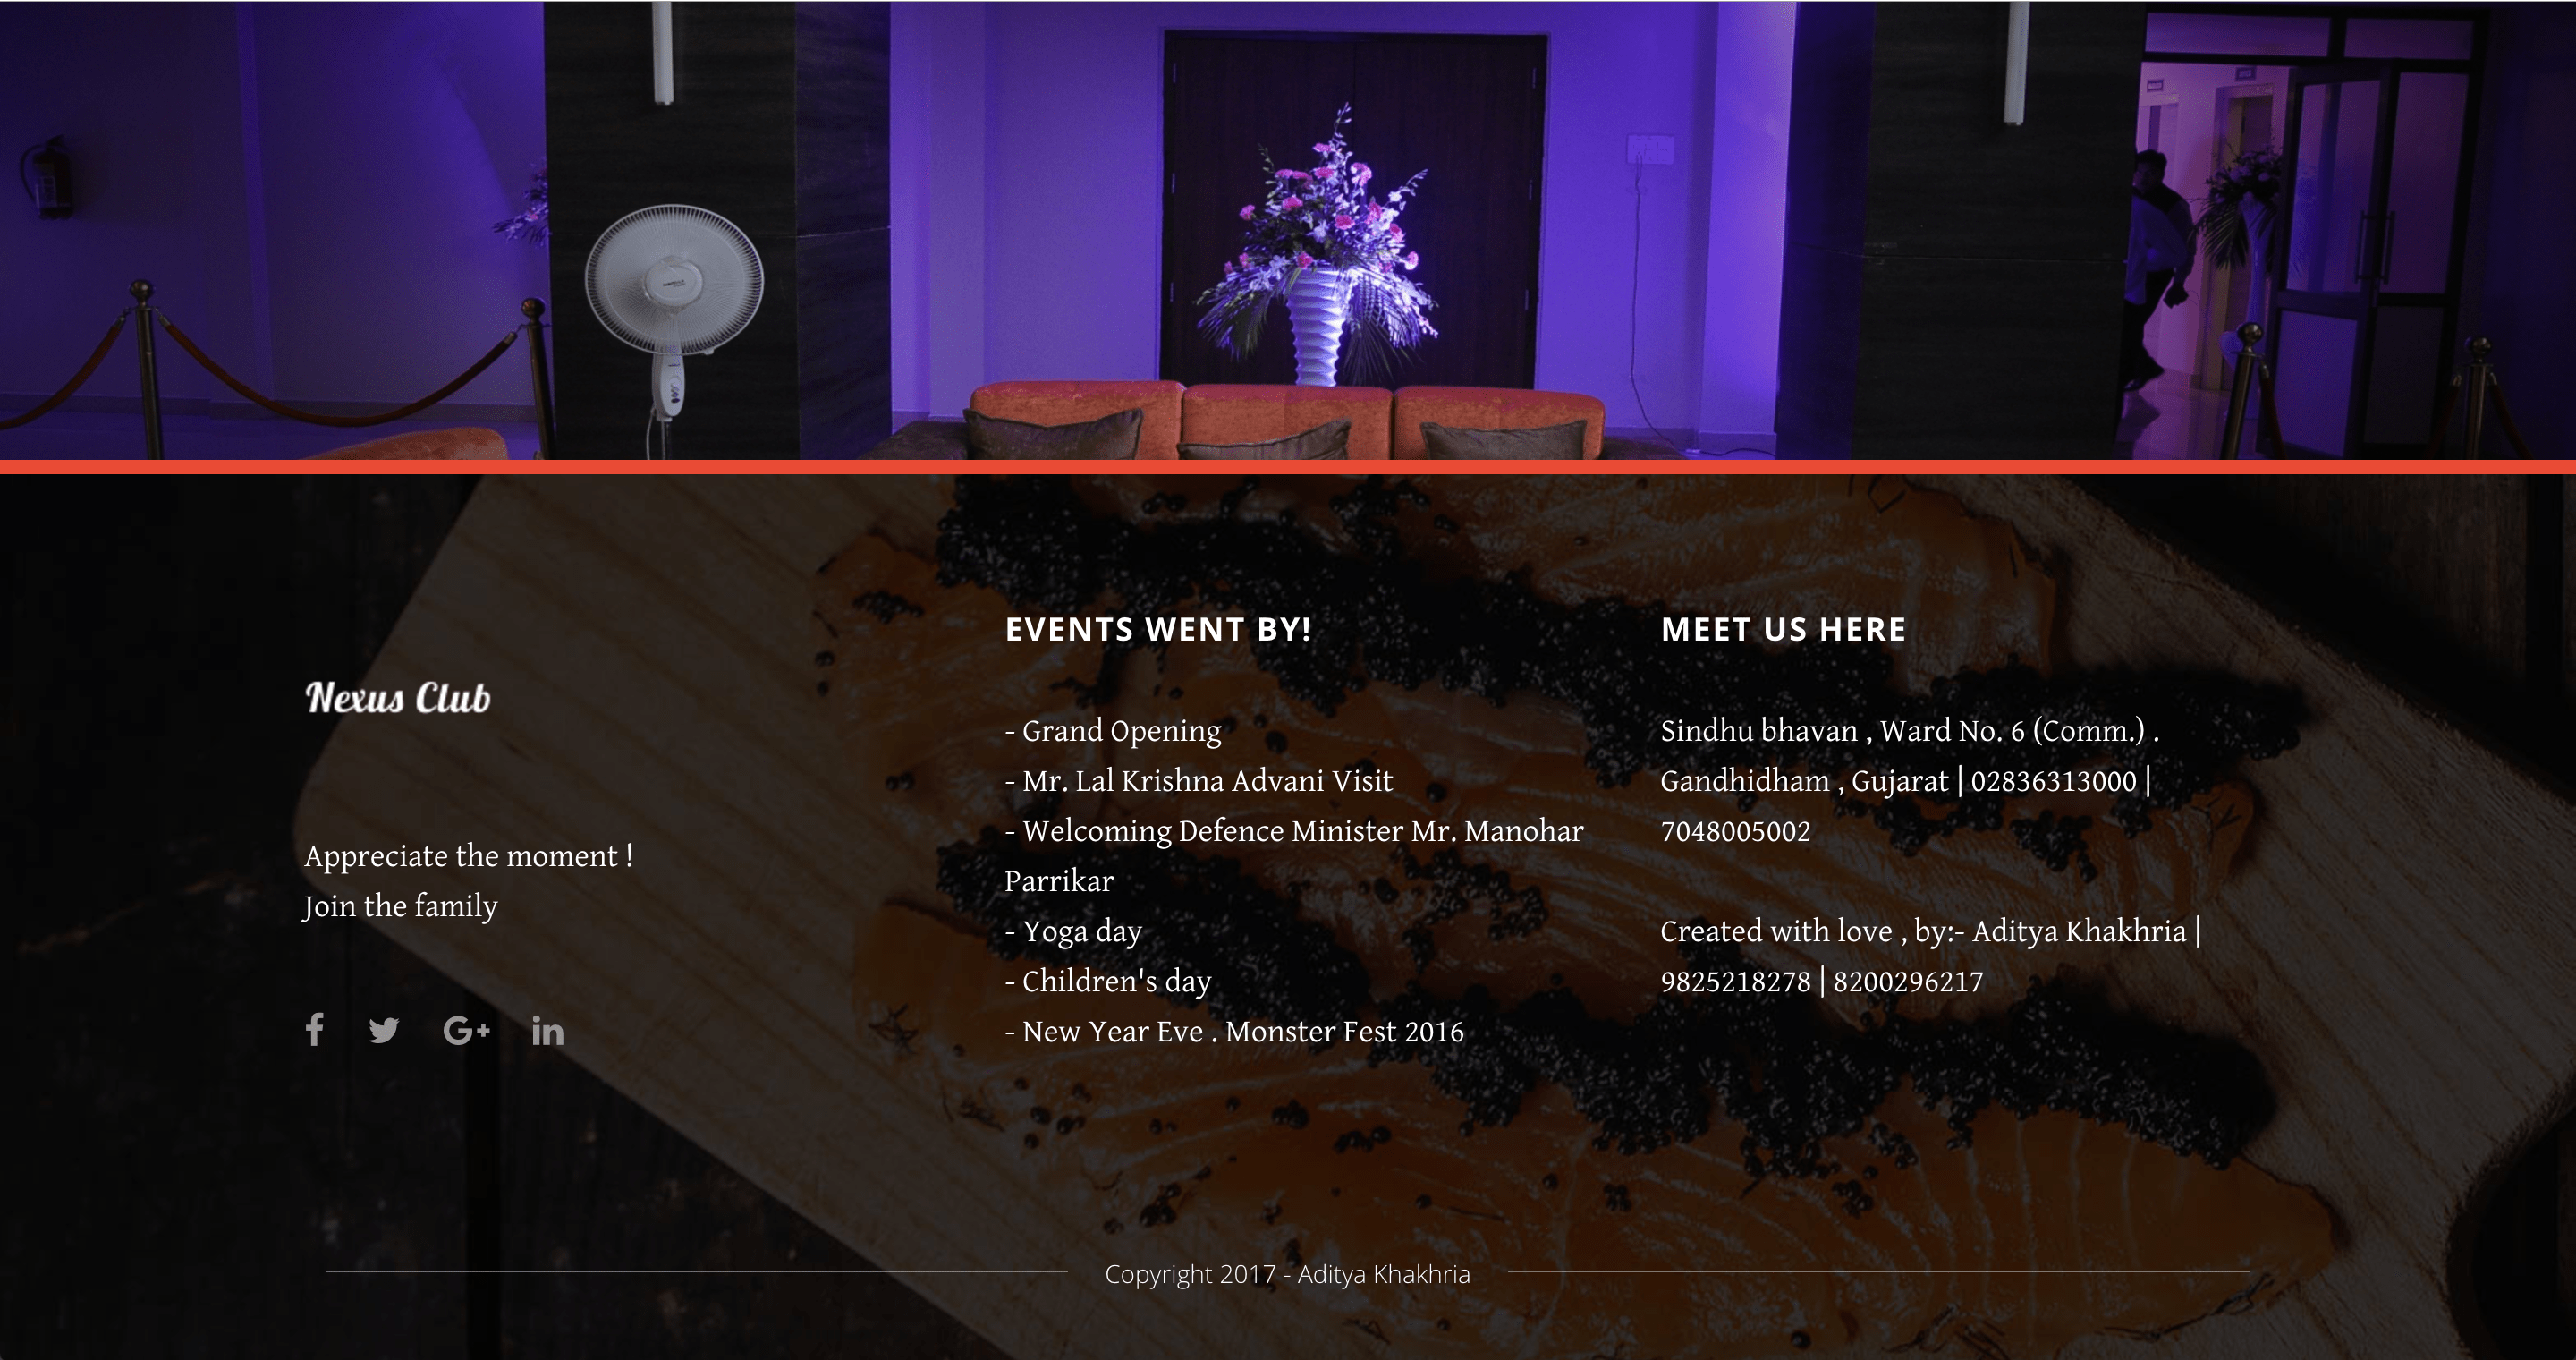 Nexus Club
Appreciate the moment !
Join the family
EVENTS WENT BY!
- Grand Opening
- Mr. Lal Krishna Advani Visit
- Welcoming Defence Minister Mr. Manohar
Parrikar
- Yoga day
- Children's day
- New Year Eve . Monster Fest 2016
MEET US HERE
Sindhu bhavan , Ward No. 6 (Comm.) .
Gandhidham , Gujarat | 02836313000 |
7048005002
Created with love , by:- Aditya Khakhria |
9825218278 | 8200296217
Copyright 2017 - Aditya Khakhria